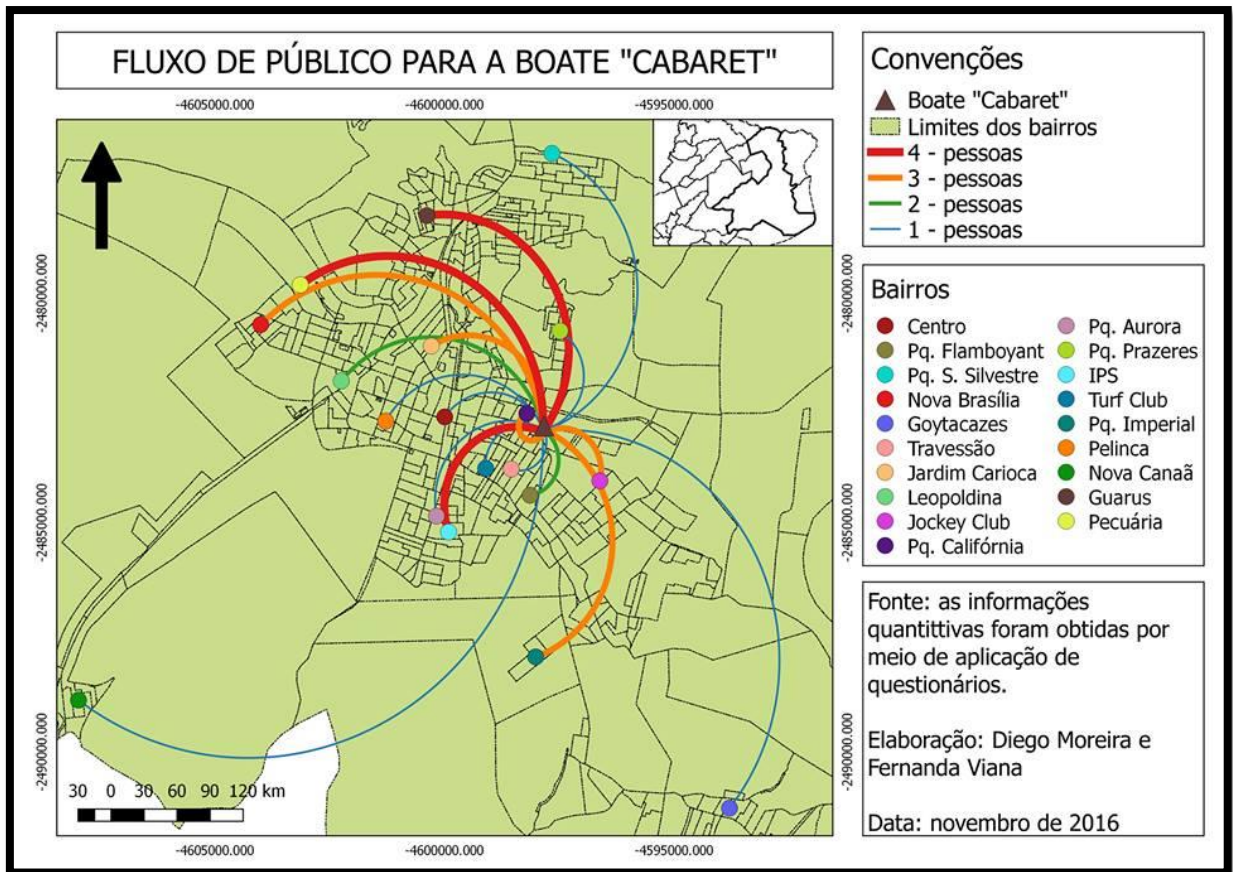 FLUXO DE PÚBLICO PARA A BOATE "CABARET"
-4605000.000 -4600000.000 -4595000.000
-2480000.000 -2480000.000
-2485000.000 -2485000.000
-2490000.000 -2490000.000
30 0 30 60 90 120 km
-4605000.000 -4600000.000 -4595000.000
Convenções
Boate "Cabaret"
Limites dos bairros
4 - pessoas
3 - pessoas
2 - pessoas
1 - pessoas
Bairros
Centro
Pq. Flamboyant
Pq. S. Silvestre
Nova Brasília
Goytacazes
Travessão
Jardim Carioca
Leopoldina
Jockey Club
Pq. Califórnia
Pq. Aurora
Pq. Prazeres
IPS
Turf Club
Pq. Imperial
Pelinca
Nova Canaã
Guarus
Pecuária
Fonte: as informações
quantittivas foram obtidas por
meio de aplicação de
questionários.
Elaboração: Diego Moreira e
Fernanda Viana
Data: novembro de 2016